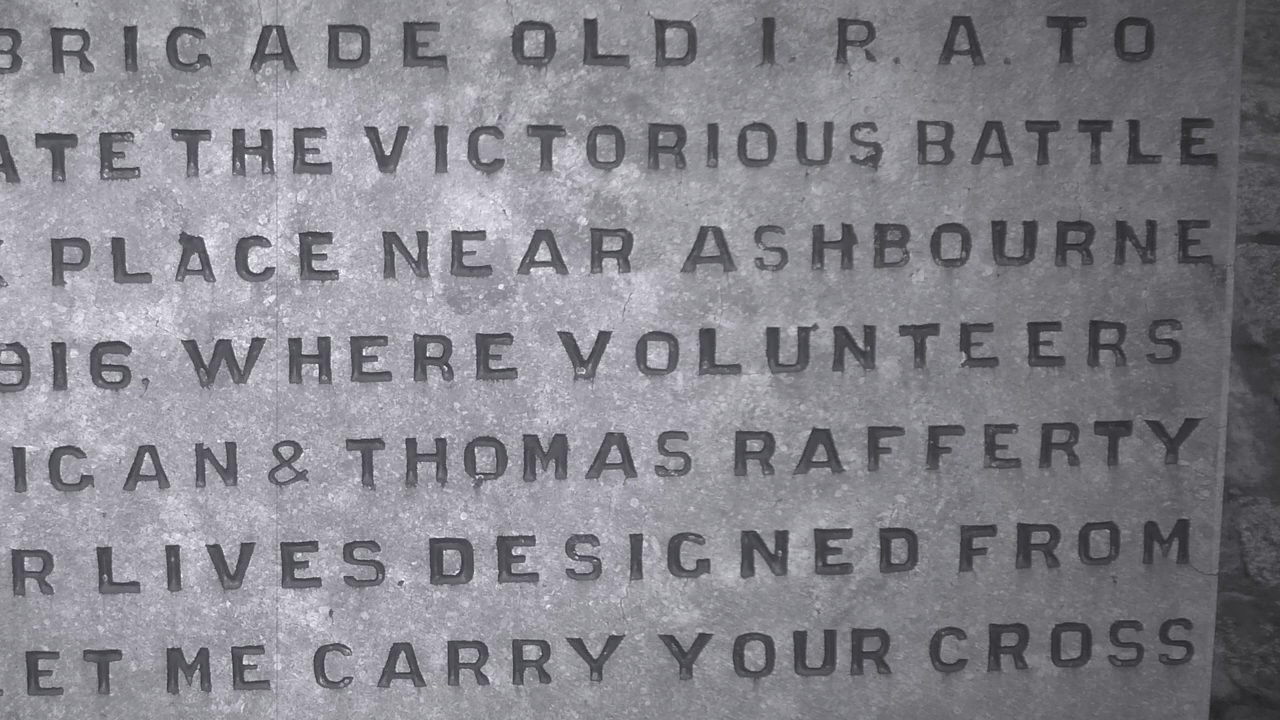 BRIGADE OLD I.R.A. TO
ATE THE VICTORIOUS BATTLE
PLACE NEAR ASHBOURNE
916, WHERE VOLUNTEERS
IGAN & THOMAS RAFFERTY
R LIVES. DESIGNED FROM
ET ME CARRY YOUR CROSS